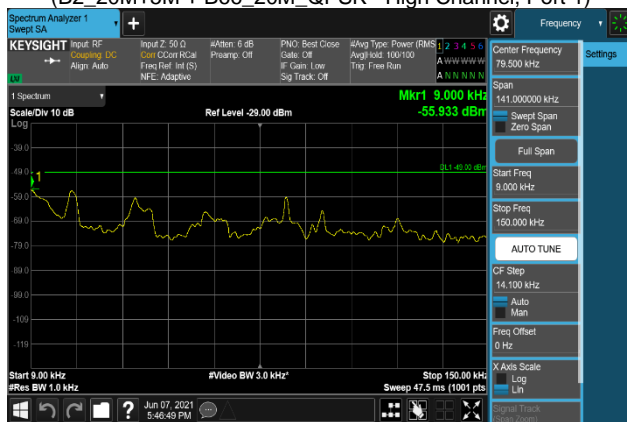 (B2_20M15M + B66_20M_QPSK - High Channel, Port 1)
Spectrum Analyzer 1
Swept SA
Frequency
KEYSIGHT
Input: RF
Coupling: DC
Align: Auto
Input Z: 50 Ω
Corr CCorr RCal
Freq Ref: Int (S)
NFE: Adaptive
#Atten: 6 dB
Preamp: Off
PNO: Best Close
Gate: Off
IF Gain: Low
Sig Track: Off
#Avg Type: Power (RMS
Avg|Hold: 100/100
Trig: Free Run
1 2 3 4 5 6
A W W W W W
A N N N N N
LV
1 Spectrum
Scale/Div 10 dB
Log
Ref Level -29.00 dBm
Mkr1 9.000 kHz
-55.933 dBm
DL1 -49.00 dBm
1
-39.0
-49.0
-59.0
-69.0
-79.0
-89.0
-99.0
-109
-119
Start 9.00 kHz
#Res BW 1.0 kHz
#Video BW 3.0 kHz*
Stop 150.00 kHz
Sweep 47.5 ms (1001 pts
Jun 07, 2021
5:46:49 PM
?
Center Frequency
79.500 kHz
Settings
Span
141.000000 kHz
Swept Span
Zero Span
Full Span
Start Freq
9.000 kHz
Stop Freq
150.000 kHz
AUTO TUNE
CF Step
14.100 kHz
Auto
Man
Freq Offset
0 Hz
X Axis Scale
Log
Lin
Signal Track
(Span Zoom)